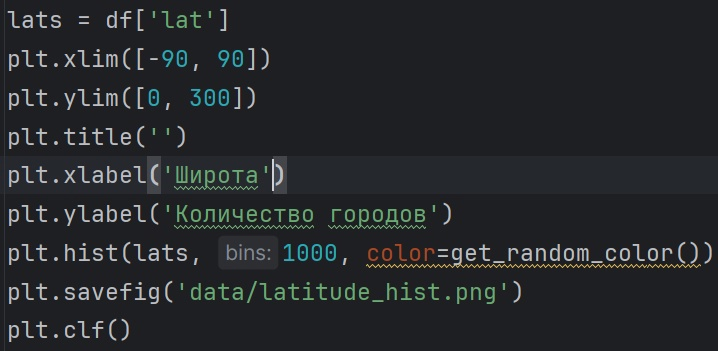 lats = df['lat']
plt.xlim([-90, 90])
plt.ylim([0, 300])
plt.title('')
plt.xlabel('Широта')
plt.ylabel('Количество городов')
plt.hist(lats, bins: 1000, color=get_random_color())
plt.savefig('data/latitude_hist.png')
plt.clf()